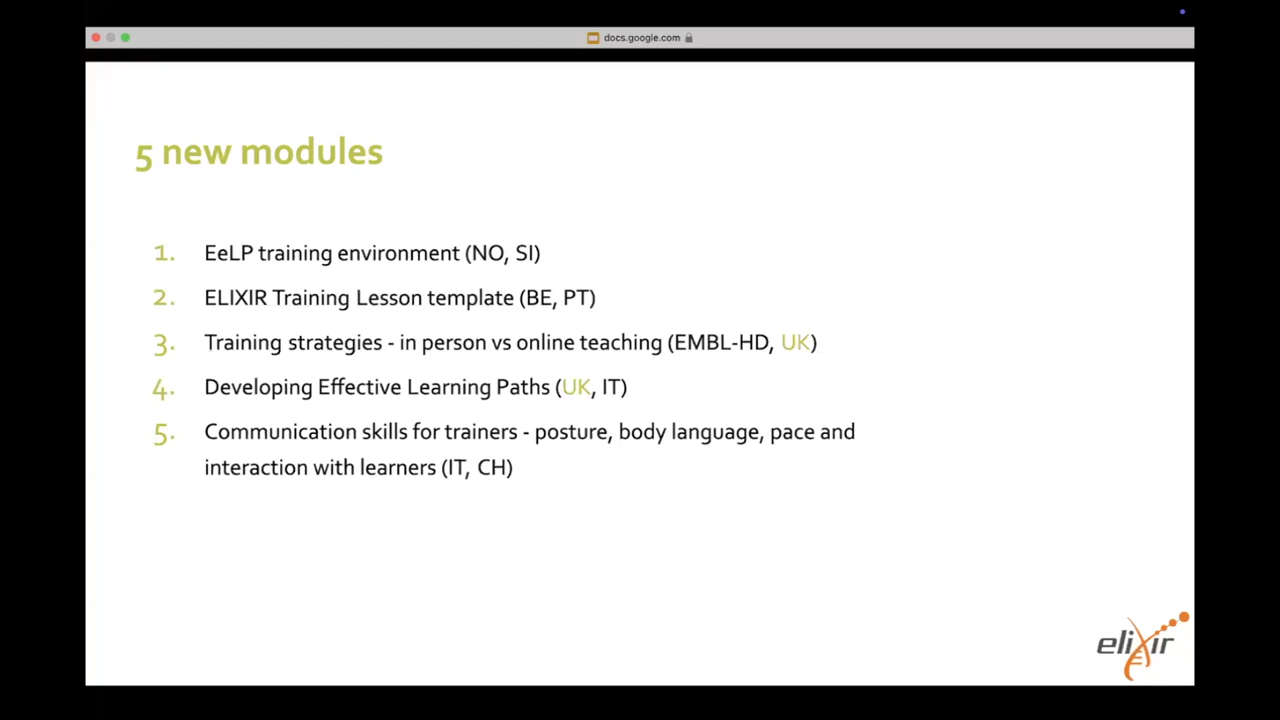 docs.google.com
5 new modules
1. EeLP training environment (NO, SI)
2. ELIXIR Training Lesson template (BE, PT)
3. Training strategies - in person vs online teaching (EMBL-HD, UK)
4. Developing Effective Learning Paths (UK, IT)
5. Communication skills for trainers - posture, body language, pace and
interaction with learners (IT, CH)
elixir